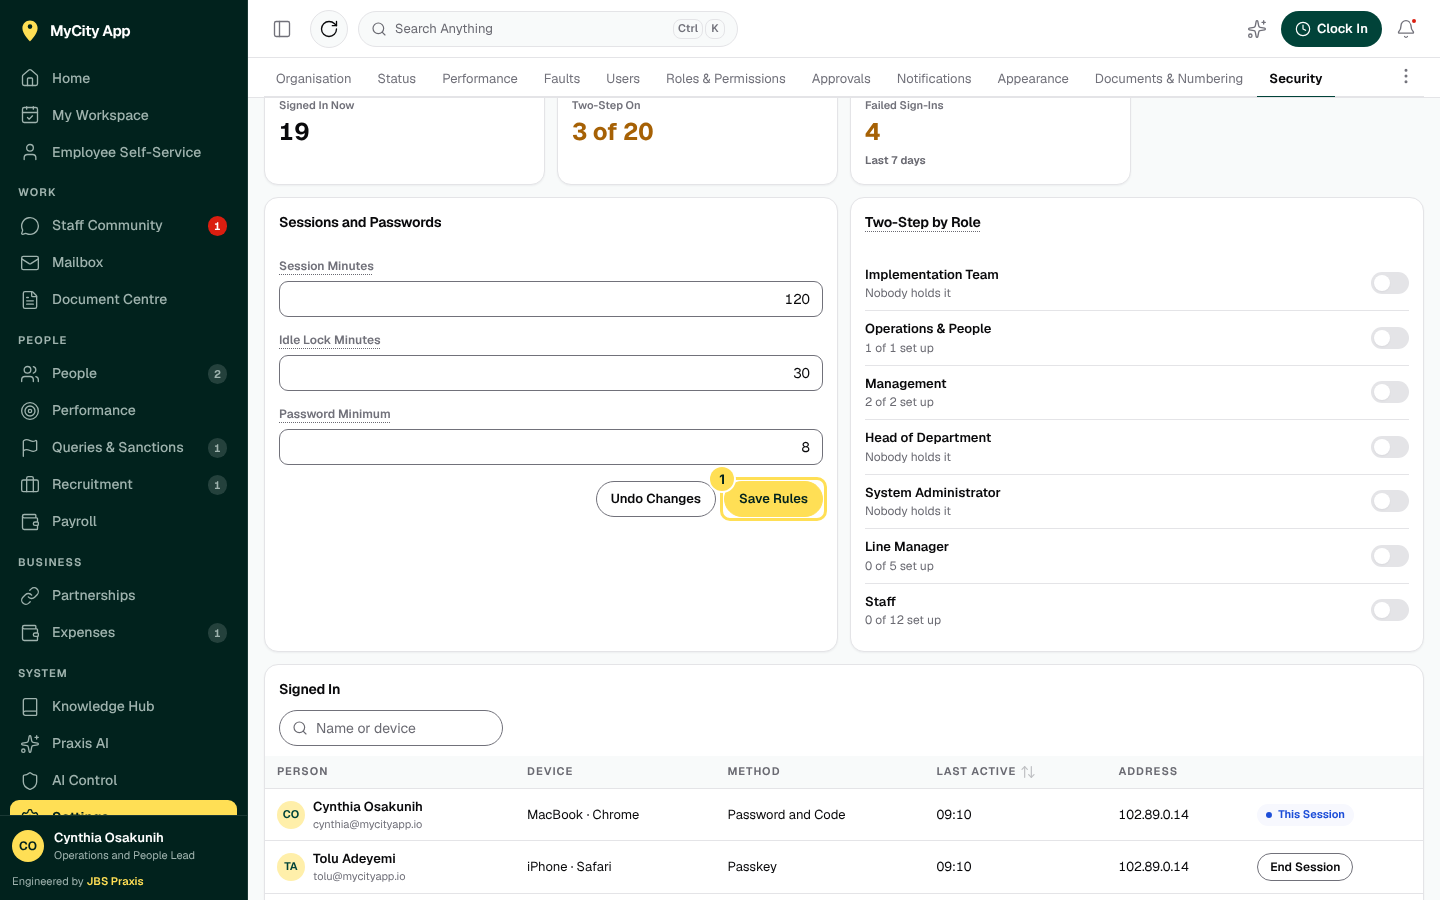 MyCity App
Home
My Workspace
Employee Self-Service
WORK
Staff Community 1
Mailbox
Document Centre
PEOPLE
People 2
Performance
Queries & Sanctions 1
Recruitment 1
Payroll
BUSINESS
Partnerships
Expenses 1
SYSTEM
Knowledge Hub
Praxis AI
AI Control
CO Cynthia Osakunih
Operations and People Lead
Engineered by JBS Praxis
Search Anything Ctrl K
Clock In
Organisation Status Performance Faults Users Roles & Permissions Approvals Notifications Appearance Documents & Numbering Security
Signed In Now
19
Two-Step On
3 of 20
Failed Sign-Ins
4
Last 7 days
Sessions and Passwords
Session Minutes
120
Idle Lock Minutes
30
Password Minimum
8
Undo Changes 1 Save Rules
Two-Step by Role
Implementation Team
Nobody holds it
Operations & People
1 of 1 set up
Management
2 of 2 set up
Head of Department
Nobody holds it
System Administrator
Nobody holds it
Line Manager
0 of 5 set up
Staff
0 of 12 set up
Signed In
Name or device
PERSON DEVICE METHOD LAST ACTIVE ADDRESS
CO Cynthia Osakunih MacBook · Chrome Password and Code 09:10 102.89.0.14 This Session
cynthia@mycityapp.io
TA Tolu Adeyemi iPhone · Safari Passkey 09:10 102.89.0.14 End Session
tolu@mycityapp.io